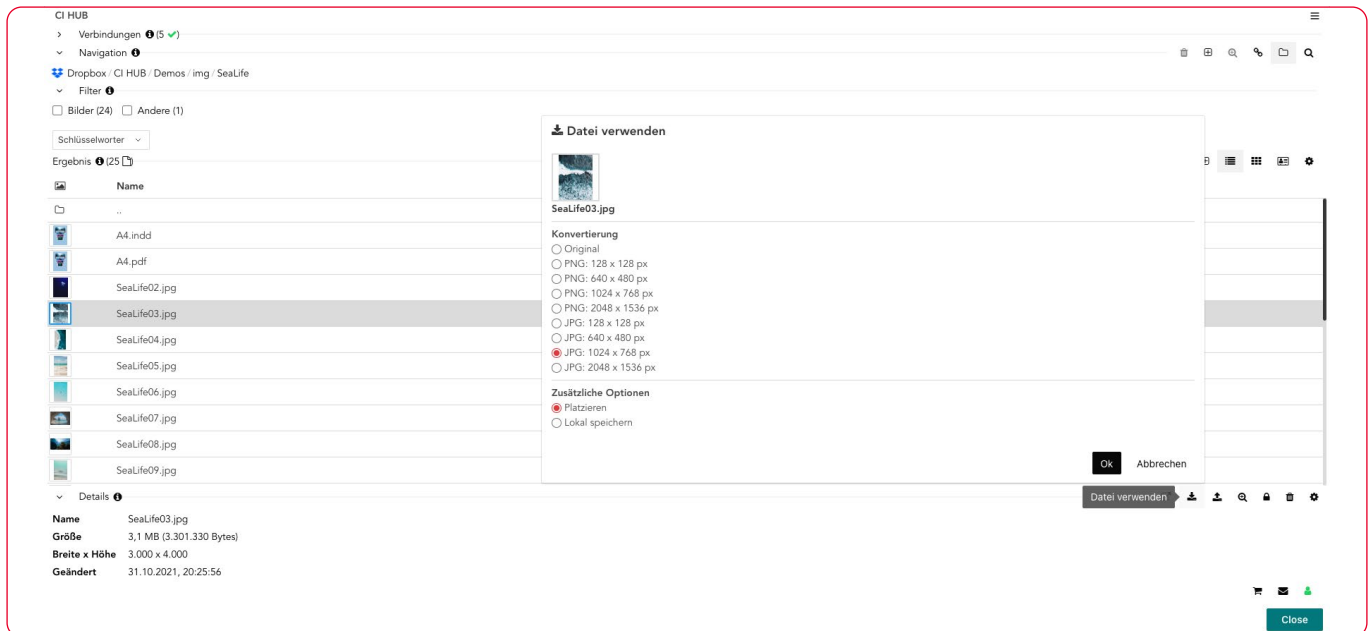 CI HUB
Verbindungen (5 ✔)
Navigation
Dropbox / CI HUB / Demos / img / SeaLife
Filter
Bilder (24) Andere (1)
Schlüsselworter
Ergebnis (25)
Name
..
A4.indd
A4.pdf
SeaLife02.jpg
SeaLife03.jpg
SeaLife04.jpg
SeaLife05.jpg
SeaLife06.jpg
SeaLife07.jpg
SeaLife08.jpg
SeaLife09.jpg
Datei verwenden
SeaLife03.jpg
Konvertierung
Original
PNG: 128 x 128 px
PNG: 640 x 480 px
PNG: 1024 x 768 px
PNG: 2048 x 1536 px
JPG: 128 x 128 px
JPG: 640 x 480 px
JPG: 1024 x 768 px
JPG: 2048 x 1536 px
Zusätzliche Optionen
Platzieren
Lokal speichern
Ok Abbrechen
Details
Datei verwenden
Name SeaLife03.jpg
Größe 3,1 MB (3.301.330 Bytes)
Breite x Höhe 3.000 x 4.000
Geändert 31.10.2021, 20:25:56
Close